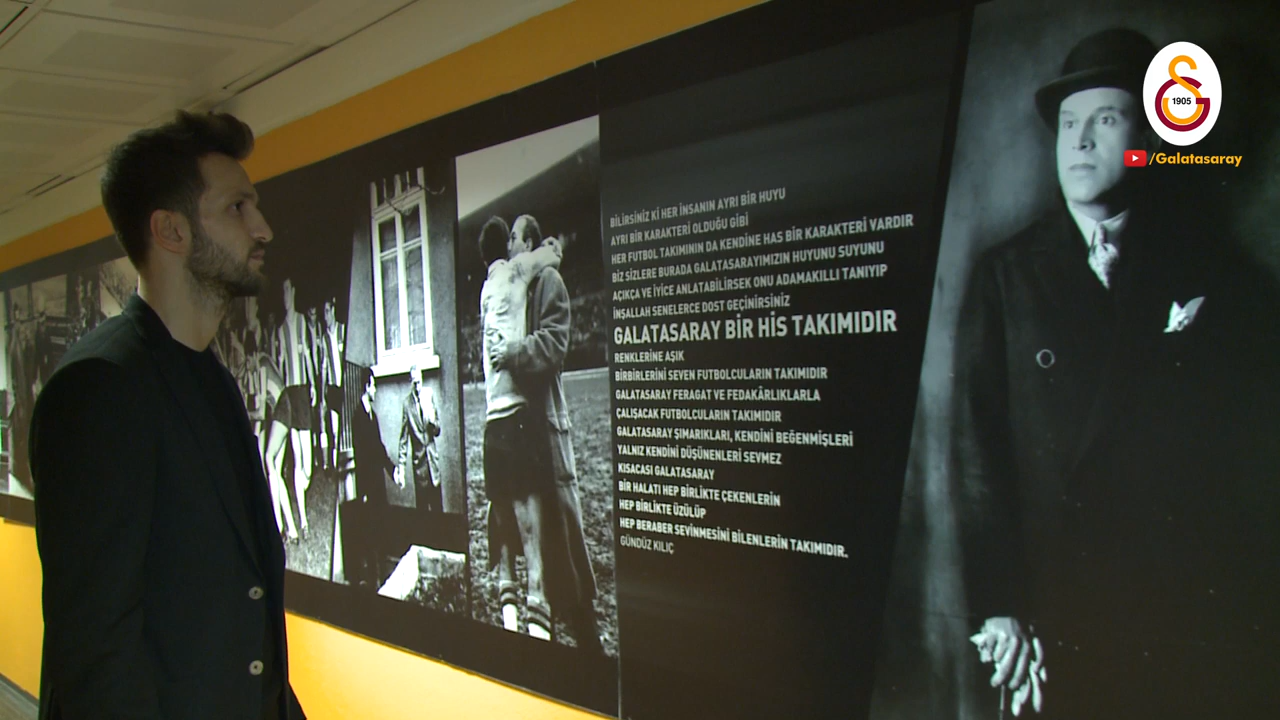 BİLİRSİNİZ Kİ HER İNSANIN AYRI BİR HUYU
AYRI BİR KARAKTERİ OLDUĞU GİBİ
HER FUTBOL TAKIMININ DA KENDİNE HAS BİR KARAKTERİ VARDIR
BİZ SİZLERE BURADA GALATASARAYIMIZIN HUYUNU SUYUNU
AÇIKÇA VE İYİCE ANLATABİLİRSEK ONU ADAMAKILLI TANIYIP
İNŞALLAH SENELERCE DOST GEÇİNİRSİNİZ
GALATASARAY BİR HİS TAKIMIDIR
RENKLERİNE AŞIK
BİRBİRLERİNİ SEVEN FUTBOLCULARIN TAKIMIDIR
GALATASARAY FERAGAT VE FEDAKÂRLIKLARLA
ÇALIŞACAK FUTBOLCULARIN TAKIMIDIR
GALATASARAY ŞIMARIKLARI, KENDİNİ BEĞENMİŞLERİ
YALNIZ KENDİNİ DÜŞÜNENLERİ SEVMEZ
KISACASI GALATASARAY
BİR HALATI HEP BİRLİKTE ÇEKENLERİN
HEP BİRLİKTE ÜZÜLÜP
HEP BERABER SEVİNMESİNİ BİLENLERİN TAKIMIDIR.
GÜNDÜZ KILIÇ
1905
/Galatasaray